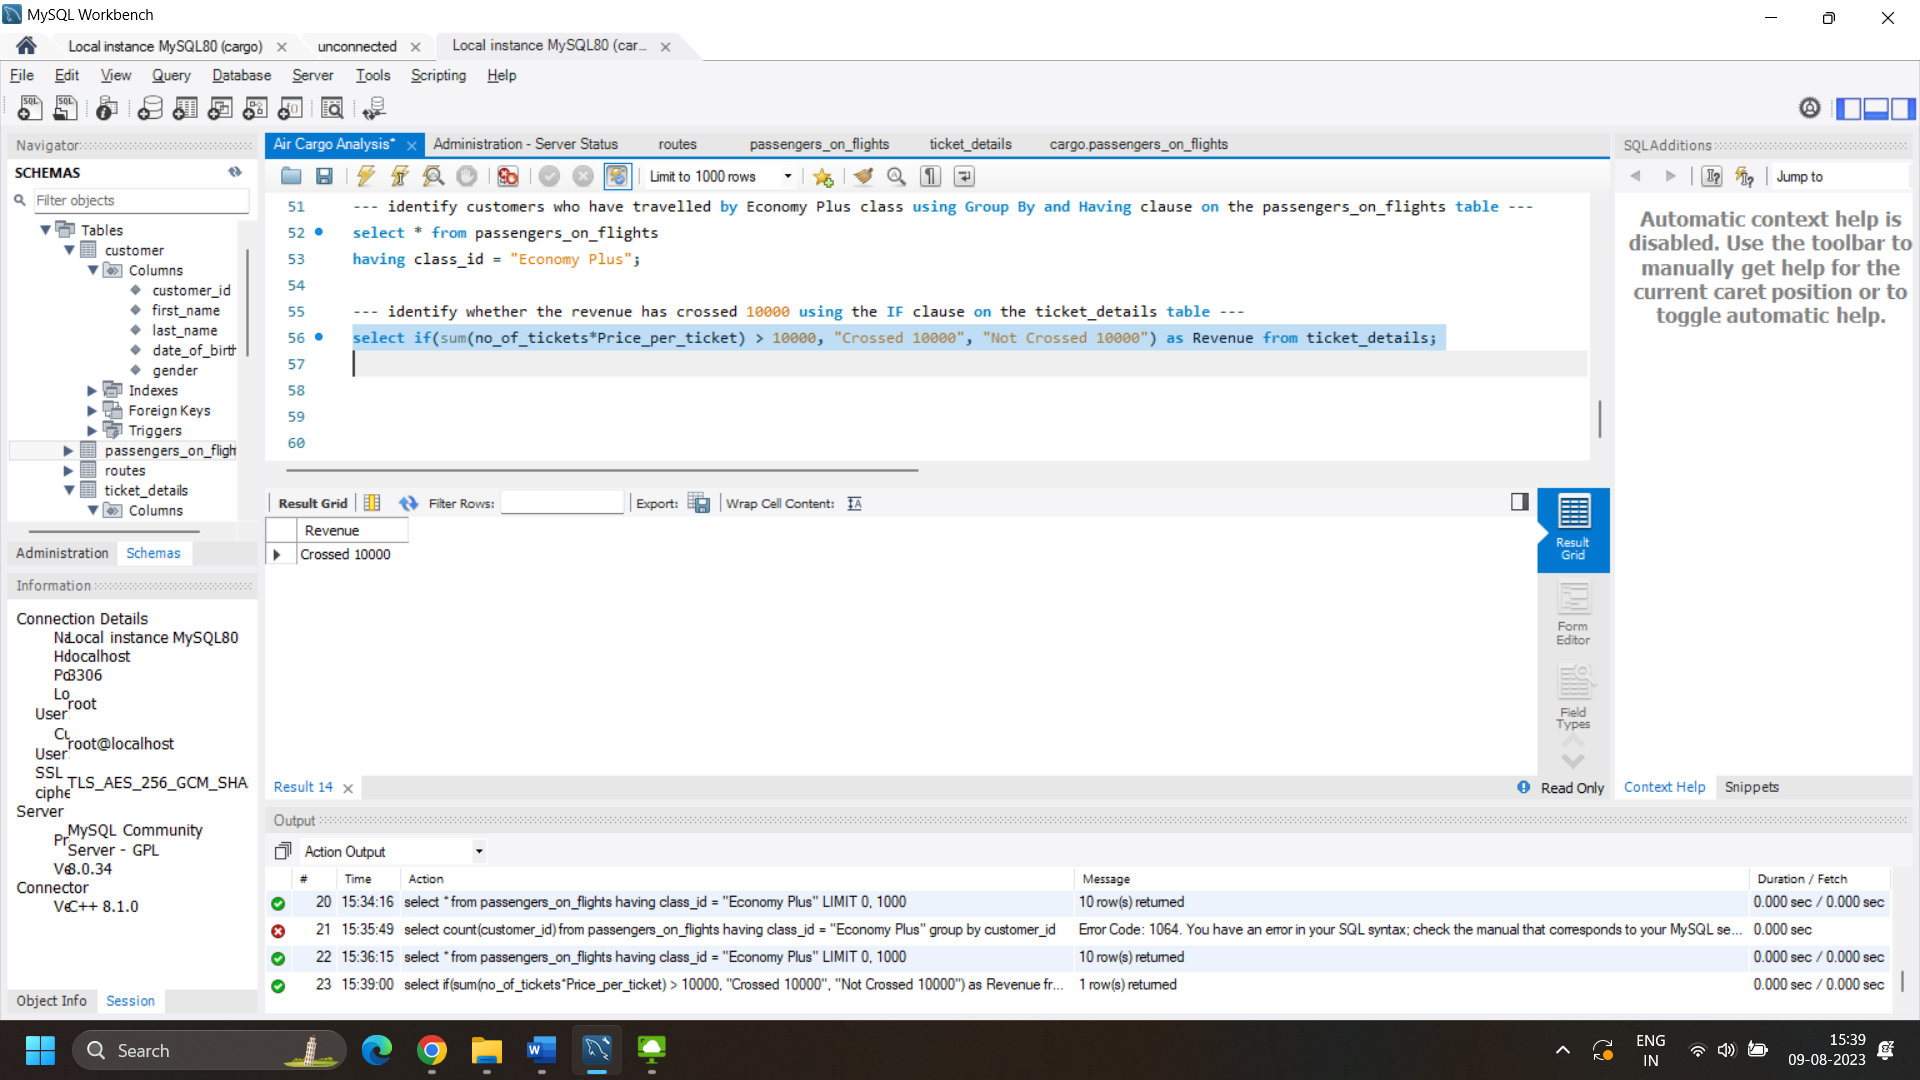 MySQL Workbench
Local instance MySQL80 (cargo)
unconnected
Local instance MySQL80 (car...
File Edit View Query Database Server Tools Scripting Help
Navigator
SCHEMAS
Filter objects
Tables
customer
Columns
customer_id
first_name
last_name
date_of_birth
gender
Indexes
Foreign Keys
Triggers
passengers_on_fligh
routes
ticket_details
Columns
Administration Schemas
Information
Connection Details
Local instance MySQL80
localhost
3306
Lo
root
User
Cu
root@localhost
User
SSL
TLS_AES_256_GCM_SHA
ciphe
Server
MySQL Community
Pr
Server - GPL
8.0.34
Connector
C++ 8.1.0
Object Info Session
Air Cargo Analysis* Administration - Server Status routes passengers_on_flights ticket_details cargo.passengers_on_flights
Limit to 1000 rows
51 --- identify customers who have travelled by Economy Plus class using Group By and Having clause on the passengers_on_flights table ---
52 select * from passengers_on_flights
53 having class_id = "Economy Plus";
54
55 --- identify whether the revenue has crossed 10000 using the IF clause on the ticket_details table ---
56 select if(sum(no_of_tickets*Price_per_ticket) > 10000, "Crossed 10000", "Not Crossed 10000") as Revenue from ticket_details;
57
58
59
60
Result Grid Filter Rows: Export: Wrap Cell Content:
Revenue
Crossed 10000
Result
Grid
Form
Editor
Field
Types
Result 14
Read Only
SQLAdditions
Jump to
Automatic context help is
disabled. Use the toolbar to
manually get help for the
current caret position or to
toggle automatic help.
Context Help Snippets
Output
Action Output
# Time Action Message Duration / Fetch
20 15:34:16 select * from passengers_on_flights having class_id = "Economy Plus" LIMIT 0, 1000 10 row(s) returned 0.000 sec / 0.000 sec
21 15:35:49 select count(customer_id) from passengers_on_flights having class_id = "Economy Plus" group by customer_id Error Code: 1064. You have an error in your SQL syntax; check the manual that corresponds to your MySQL se... 0.000 sec
22 15:36:15 select * from passengers_on_flights having class_id = "Economy Plus" LIMIT 0, 1000 10 row(s) returned 0.000 sec / 0.000 sec
23 15:39:00 select if(sum(no_of_tickets*Price_per_ticket) > 10000, "Crossed 10000", "Not Crossed 10000") as Revenue fr... 1 row(s) returned 0.000 sec / 0.000 sec
Search
ENG
IN
15:39
09-08-2023